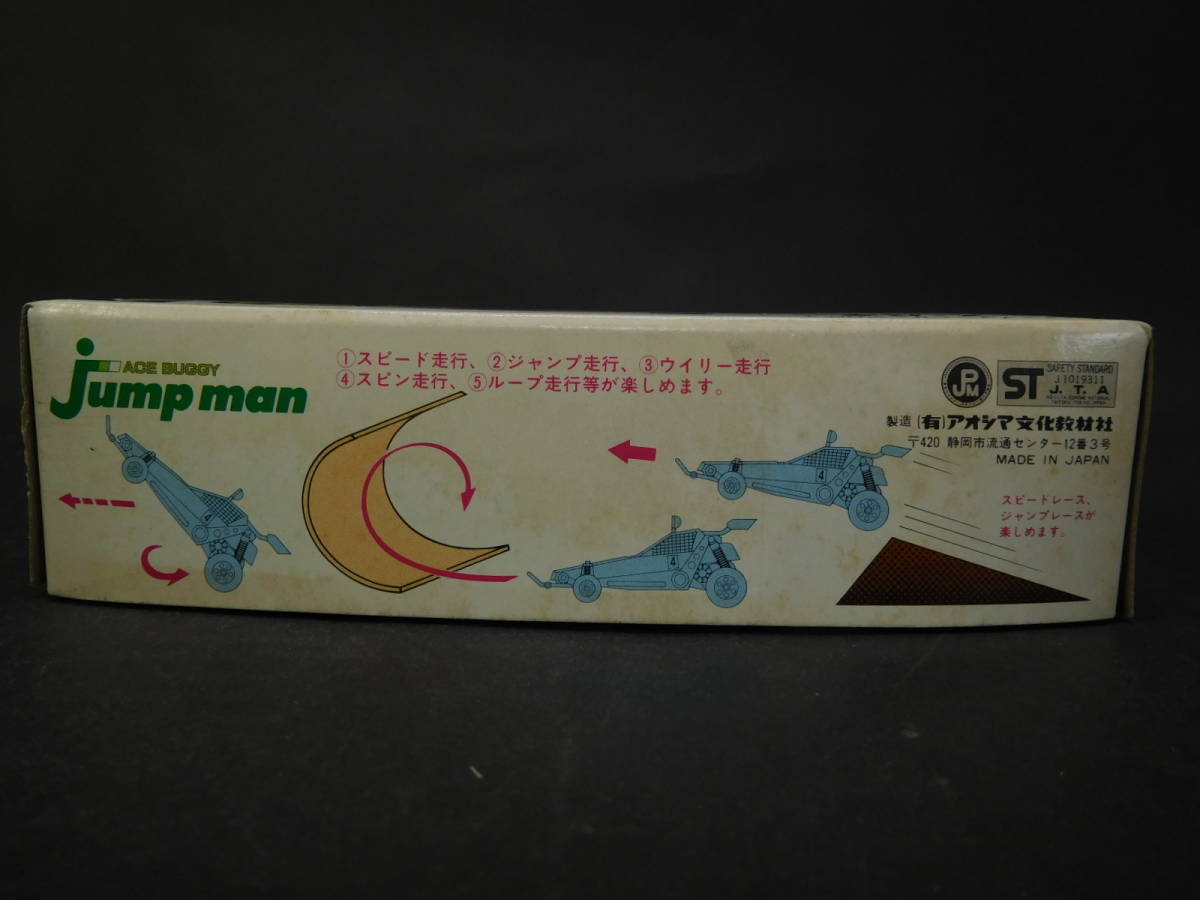 ACE BUGGY
jump man
①スピード走行、②ジャンプ走行、③ウイリー走行
④スピン走行、⑤ループ走行等が楽しめます。
JPM
ST
SAFETY STANDARD
J1019311
J. T. A
製造 (有)アオシマ文化教材社
〒420 静岡市流通センター12番3号
MADE IN JAPAN
スピードレース、
ジャンプレースが
楽しめます。
4
4
4